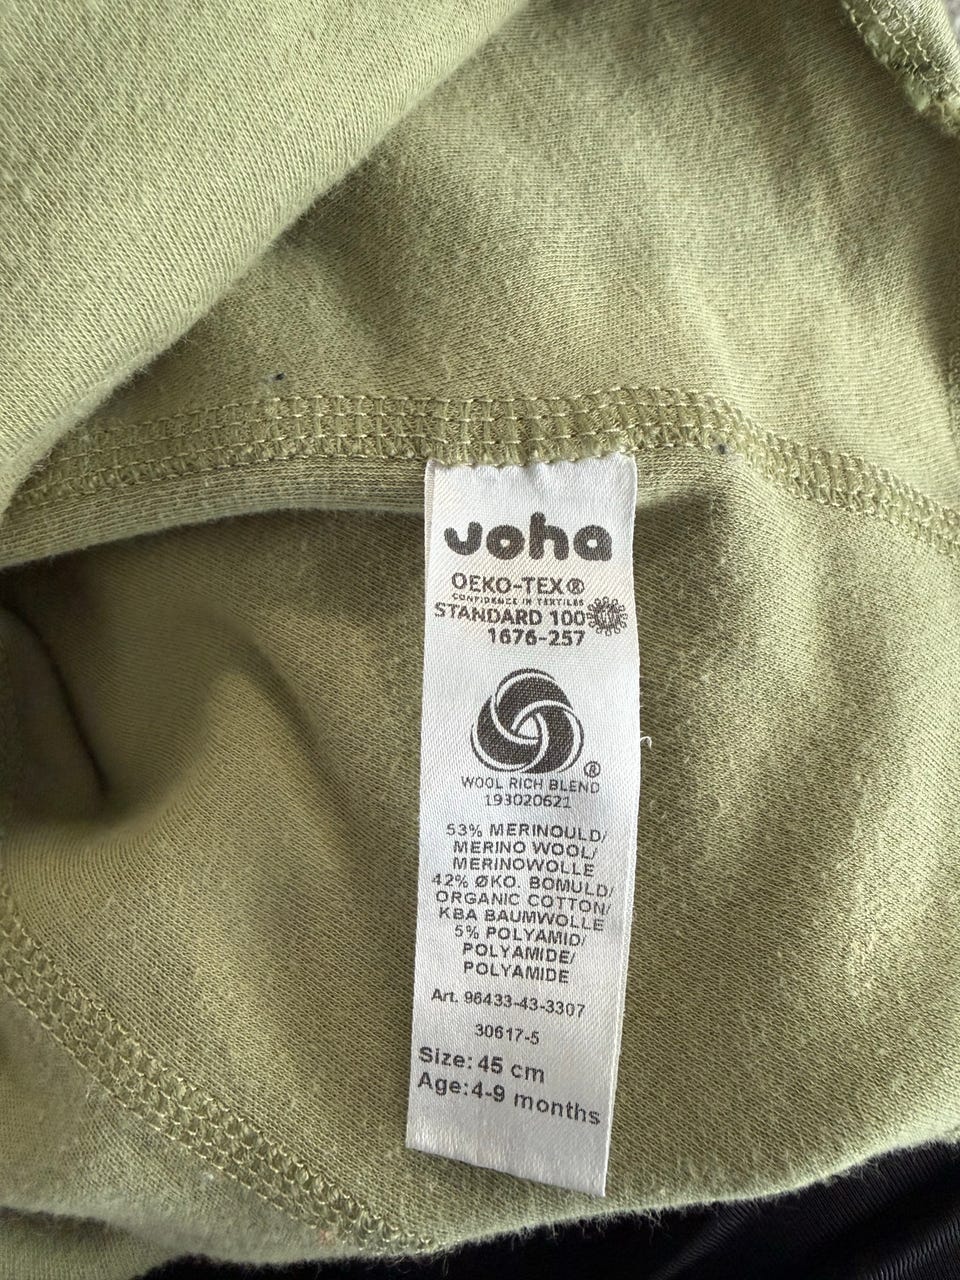 Joha
OEKO-TEX®
CONFIDENCE IN TEXTILES
STANDARD 100
1676-257
®
WOOL RICH BLEND
193020621
53% MERINOULD/
MERINO WOOL/
MERINOWOLLE
42% ØKO. BOMULD/
ORGANIC COTTON/
KBA BAUMWOLLE
5% POLYAMID/
POLYAMIDE/
POLYAMIDE
Art. 96433-43-3307
30617-5
Size: 45 cm
Age: 4-9 months